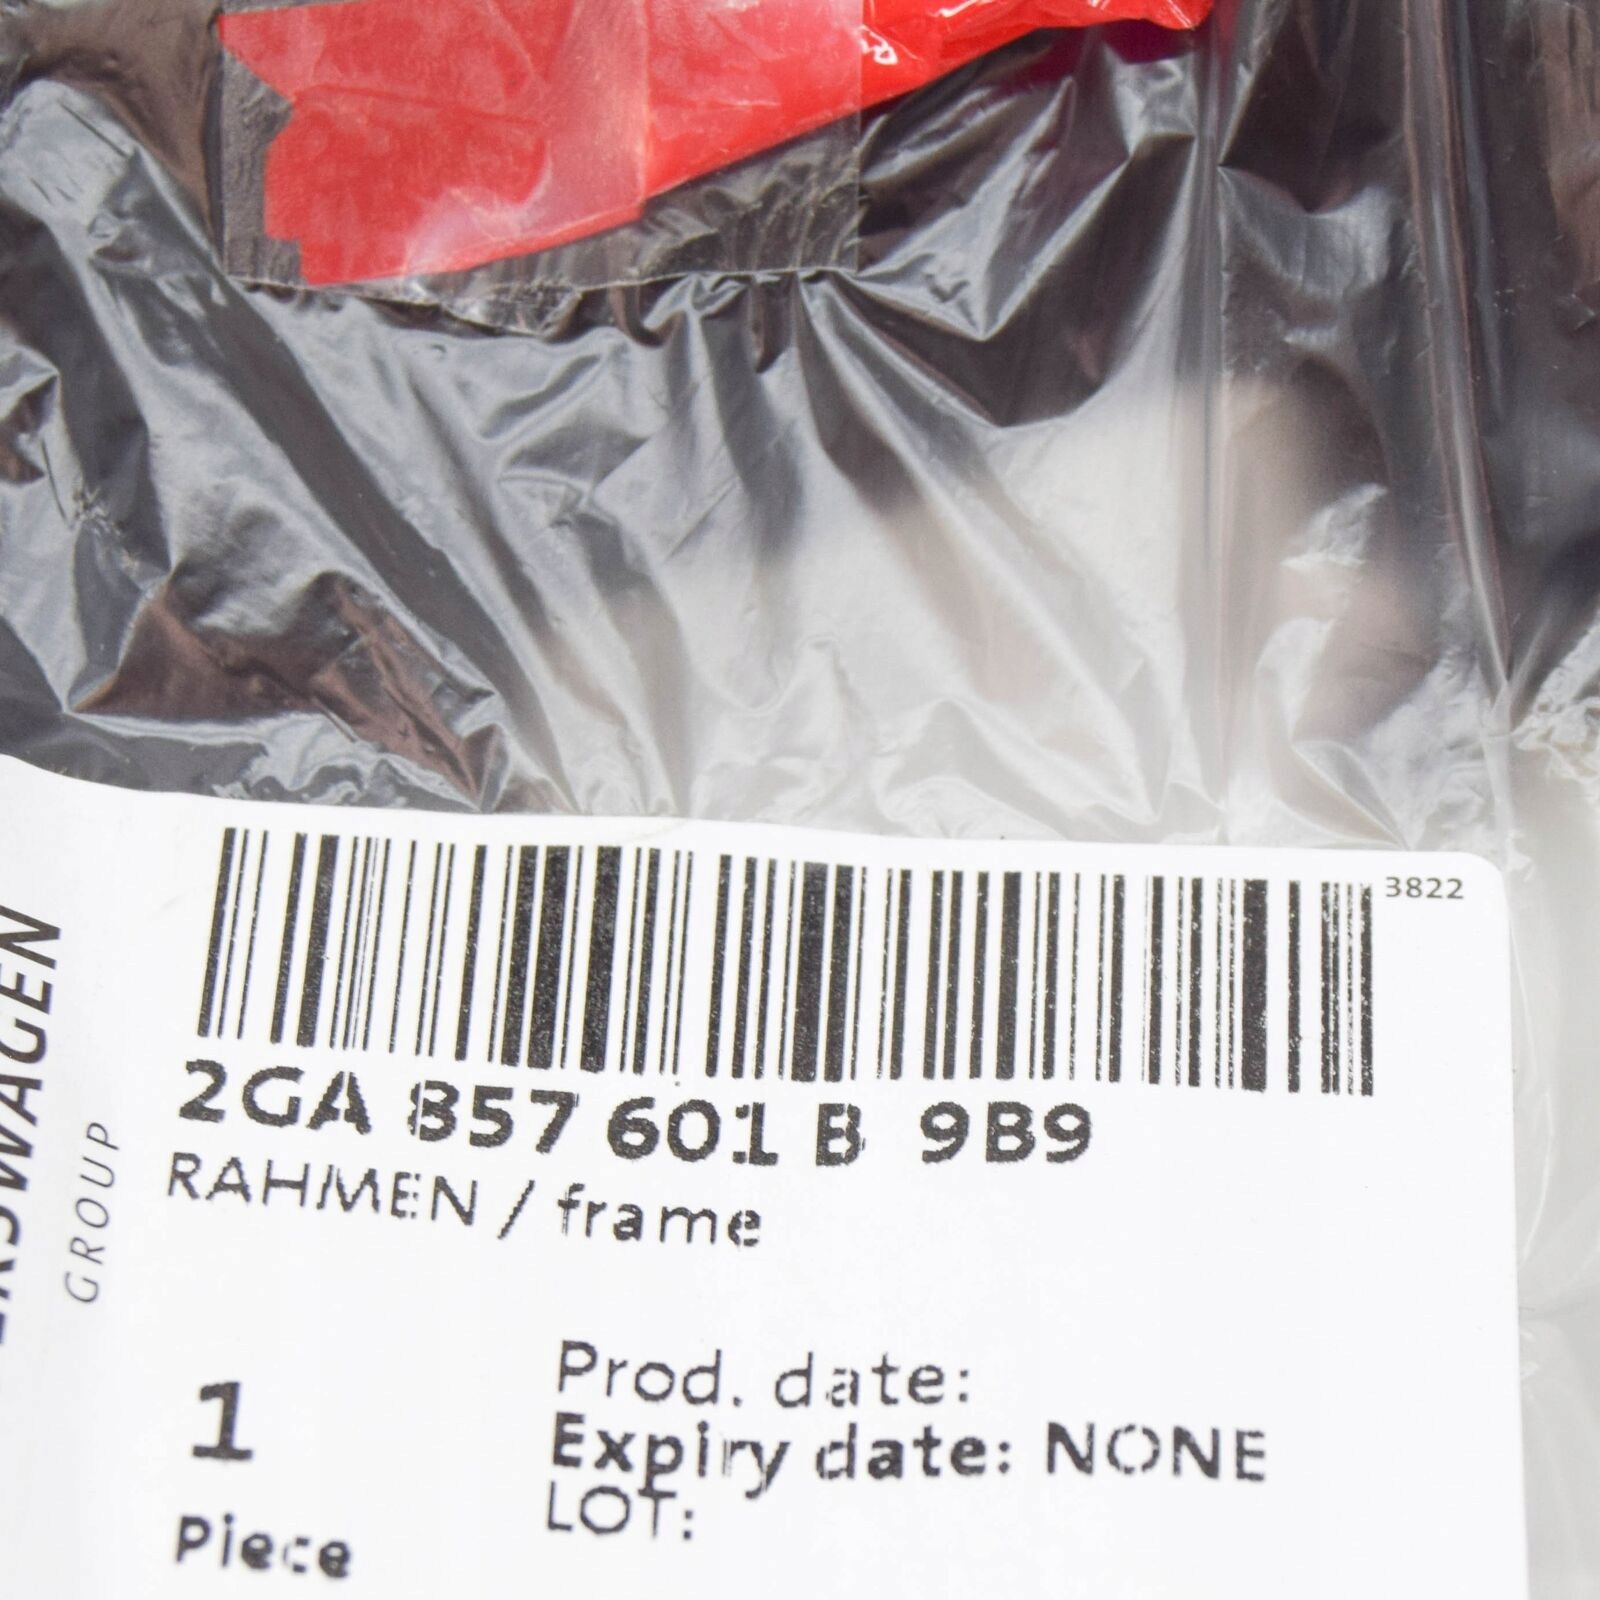 3822
2GA 857 601 B 9B9
RAHMEN / frame
GROUP
Prod. date:
1
Expiry date: NONE
LOT:
Piece